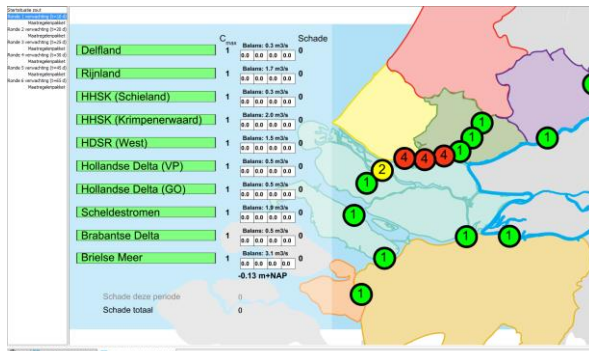 Startsituatie zout
Ronde 1 verwachting (t=10 d)
Maatregelenpakket
Ronde 2 verwachting (t=20 d)
Maatregelenpakket
Ronde 3 verwachting (t=29 d)
Maatregelenpakket
Ronde 4 verwachting (t=36 d)
Maatregelenpakket
Ronde 5 verwachting (t=45 d)
Maatregelenpakket
Ronde 6 verwachting (t=65 d)
Maatregelenpakket
Cmax Schade
Delfland 1 Balans: 0.3 m3/s 0.0 0.0 0.0 0.0 0
Rijnland 1 Balans: 1.7 m3/s 0.0 0.0 0.0 0.0 0
HHSK (Schieland) 1 Balans: 0.3 m3/s 0.0 0.0 0.0 0.0 0
HHSK (Krimpenerwaard) 1 Balans: 2.0 m3/s 0.0 0.0 0.0 0.0 0
HDSR (West) 1 Balans: 1.5 m3/s 0.0 0.0 0.0 0.0 0
Hollandse Delta (VP) 1 Balans: 0.5 m3/s 0.0 0.0 0.0 0.0 0
Hollandse Delta (GO) 1 Balans: 0.5 m3/s 0.0 0.0 0.0 0.0 0
Scheldestromen 1 Balans: 1.9 m3/s 0.0 0.0 0.0 0.0 0
Brabantse Delta 1 Balans: 0.5 m3/s 0.0 0.0 0.0 0.0 0
Brielse Meer 1 Balans: 3.1 m3/s 0.0 0.0 0.0 0.0 0
-0.13 m+NAP
Schade deze periode 0
Schade totaal 0
1
1
1 1
2 4 4 4 1
1
1
1 1
1
1